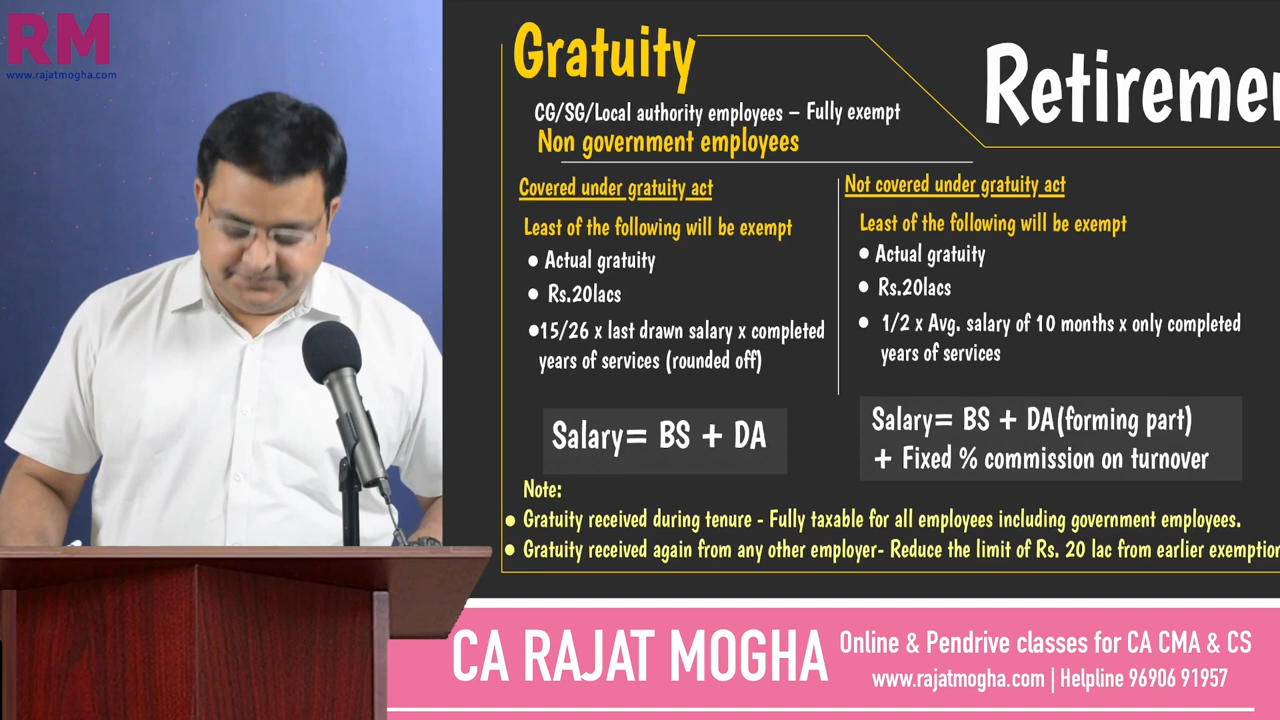 RM
www.rajatmogha.com
Gratuity
CG/SG/Local authority employees – Fully exempt
Non government employees
Covered under gratuity act
Least of the following will be exempt
● Actual gratuity
● Rs.20lacs
●15/26 x last drawn salary x completed
years of services (rounded off)
Salary= BS + DA
Not covered under gratuity act
Least of the following will be exempt
● Actual gratuity
● Rs.20lacs
● 1/2 x Avg. salary of 10 months x only completed
years of services
Salary= BS + DA(forming part)
+ Fixed % commission on turnover
Note:
● Gratuity received during tenure - Fully taxable for all employees including government employees.
● Gratuity received again from any other employer- Reduce the limit of Rs. 20 lac from earlier exemption
Retireme
CA RAJAT MOGHA
Online & Pendrive classes for CA CMA & CS
www.rajatmogha.com | Helpline 96906 91957